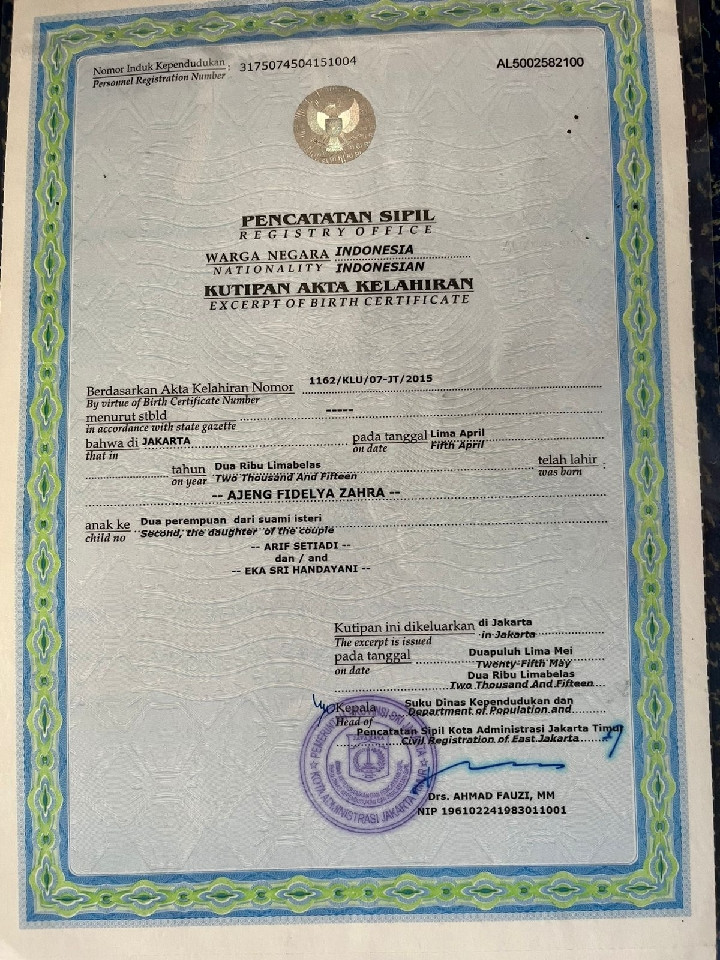 Nomor Induk Kependudukan : 3175074504151004
Personnel Registration Number
AL5002582100
PENCATATAN SIPIL
REGISTRY OFFICE
WARGA NEGARA INDONESIA
NATIONALITY INDONESIAN
KUTIPAN AKTA KELAHIRAN
EXCERPT OF BIRTH CERTIFICATE
Berdasarkan Akta Kelahiran Nomor 1162/KLU/07-JT/2015
By virtue of Birth Certificate Number
menurut stbld -----
in accordance with state gazette
bahwa di JAKARTA pada tanggal Lima April
that in on date Fifth April
tahun Dua Ribu Limabelas telah lahir
on year Two Thousand And Fifteen was born
-- AJENG FIDELYA ZAHRA --
anak ke Dua perempuan dari suami isteri
child no Second, the daughter of the couple
-- ARIF SETIADI --
dan / and
-- EKA SRI HANDAYANI --
Kutipan ini dikeluarkan di Jakarta
The excerpt is issued in Jakarta
pada tanggal Duapuluh Lima Mei
on date Twenty-Fifth May
Dua Ribu Limabelas
Two Thousand And Fifteen
Kepala Suku Dinas Kependudukan dan
Head of Department of Population and
Pencatatan Sipil Kota Administrasi Jakarta Timur
Civil Registration of East Jakarta
KOTA ADMINISTRASI JAKARTA TIMUR
Drs. AHMAD FAUZI, MM
NIP 196102241983011001